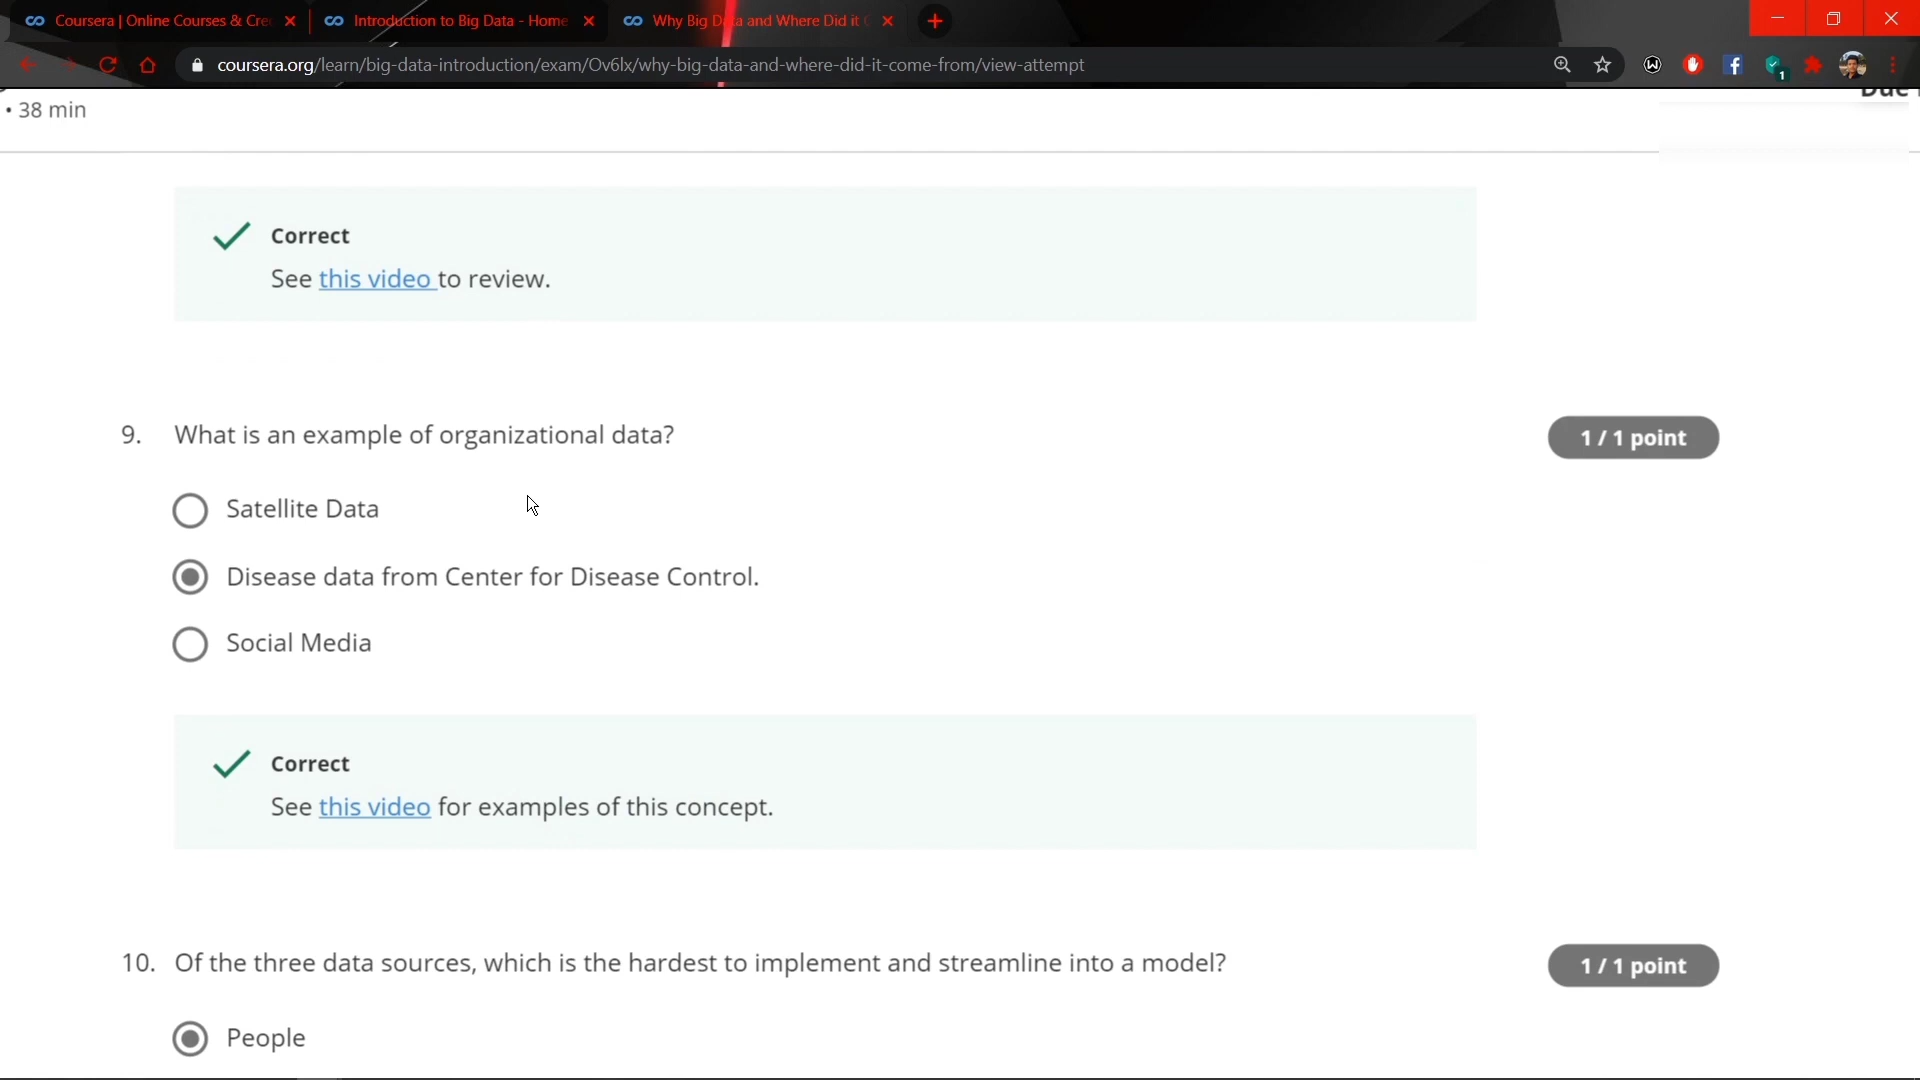 Coursera | Online Courses & Cre
Introduction to Big Data - Home
Why Big Data and Where Did it C
coursera.org/learn/big-data-introduction/exam/Ov6lx/why-big-data-and-where-did-it-come-from/view-attempt
1
• 38 min
Due
Correct
See this video to review.
9. What is an example of organizational data?
1 / 1 point
Satellite Data
Disease data from Center for Disease Control.
Social Media
Correct
See this video for examples of this concept.
10. Of the three data sources, which is the hardest to implement and streamline into a model?
1 / 1 point
People